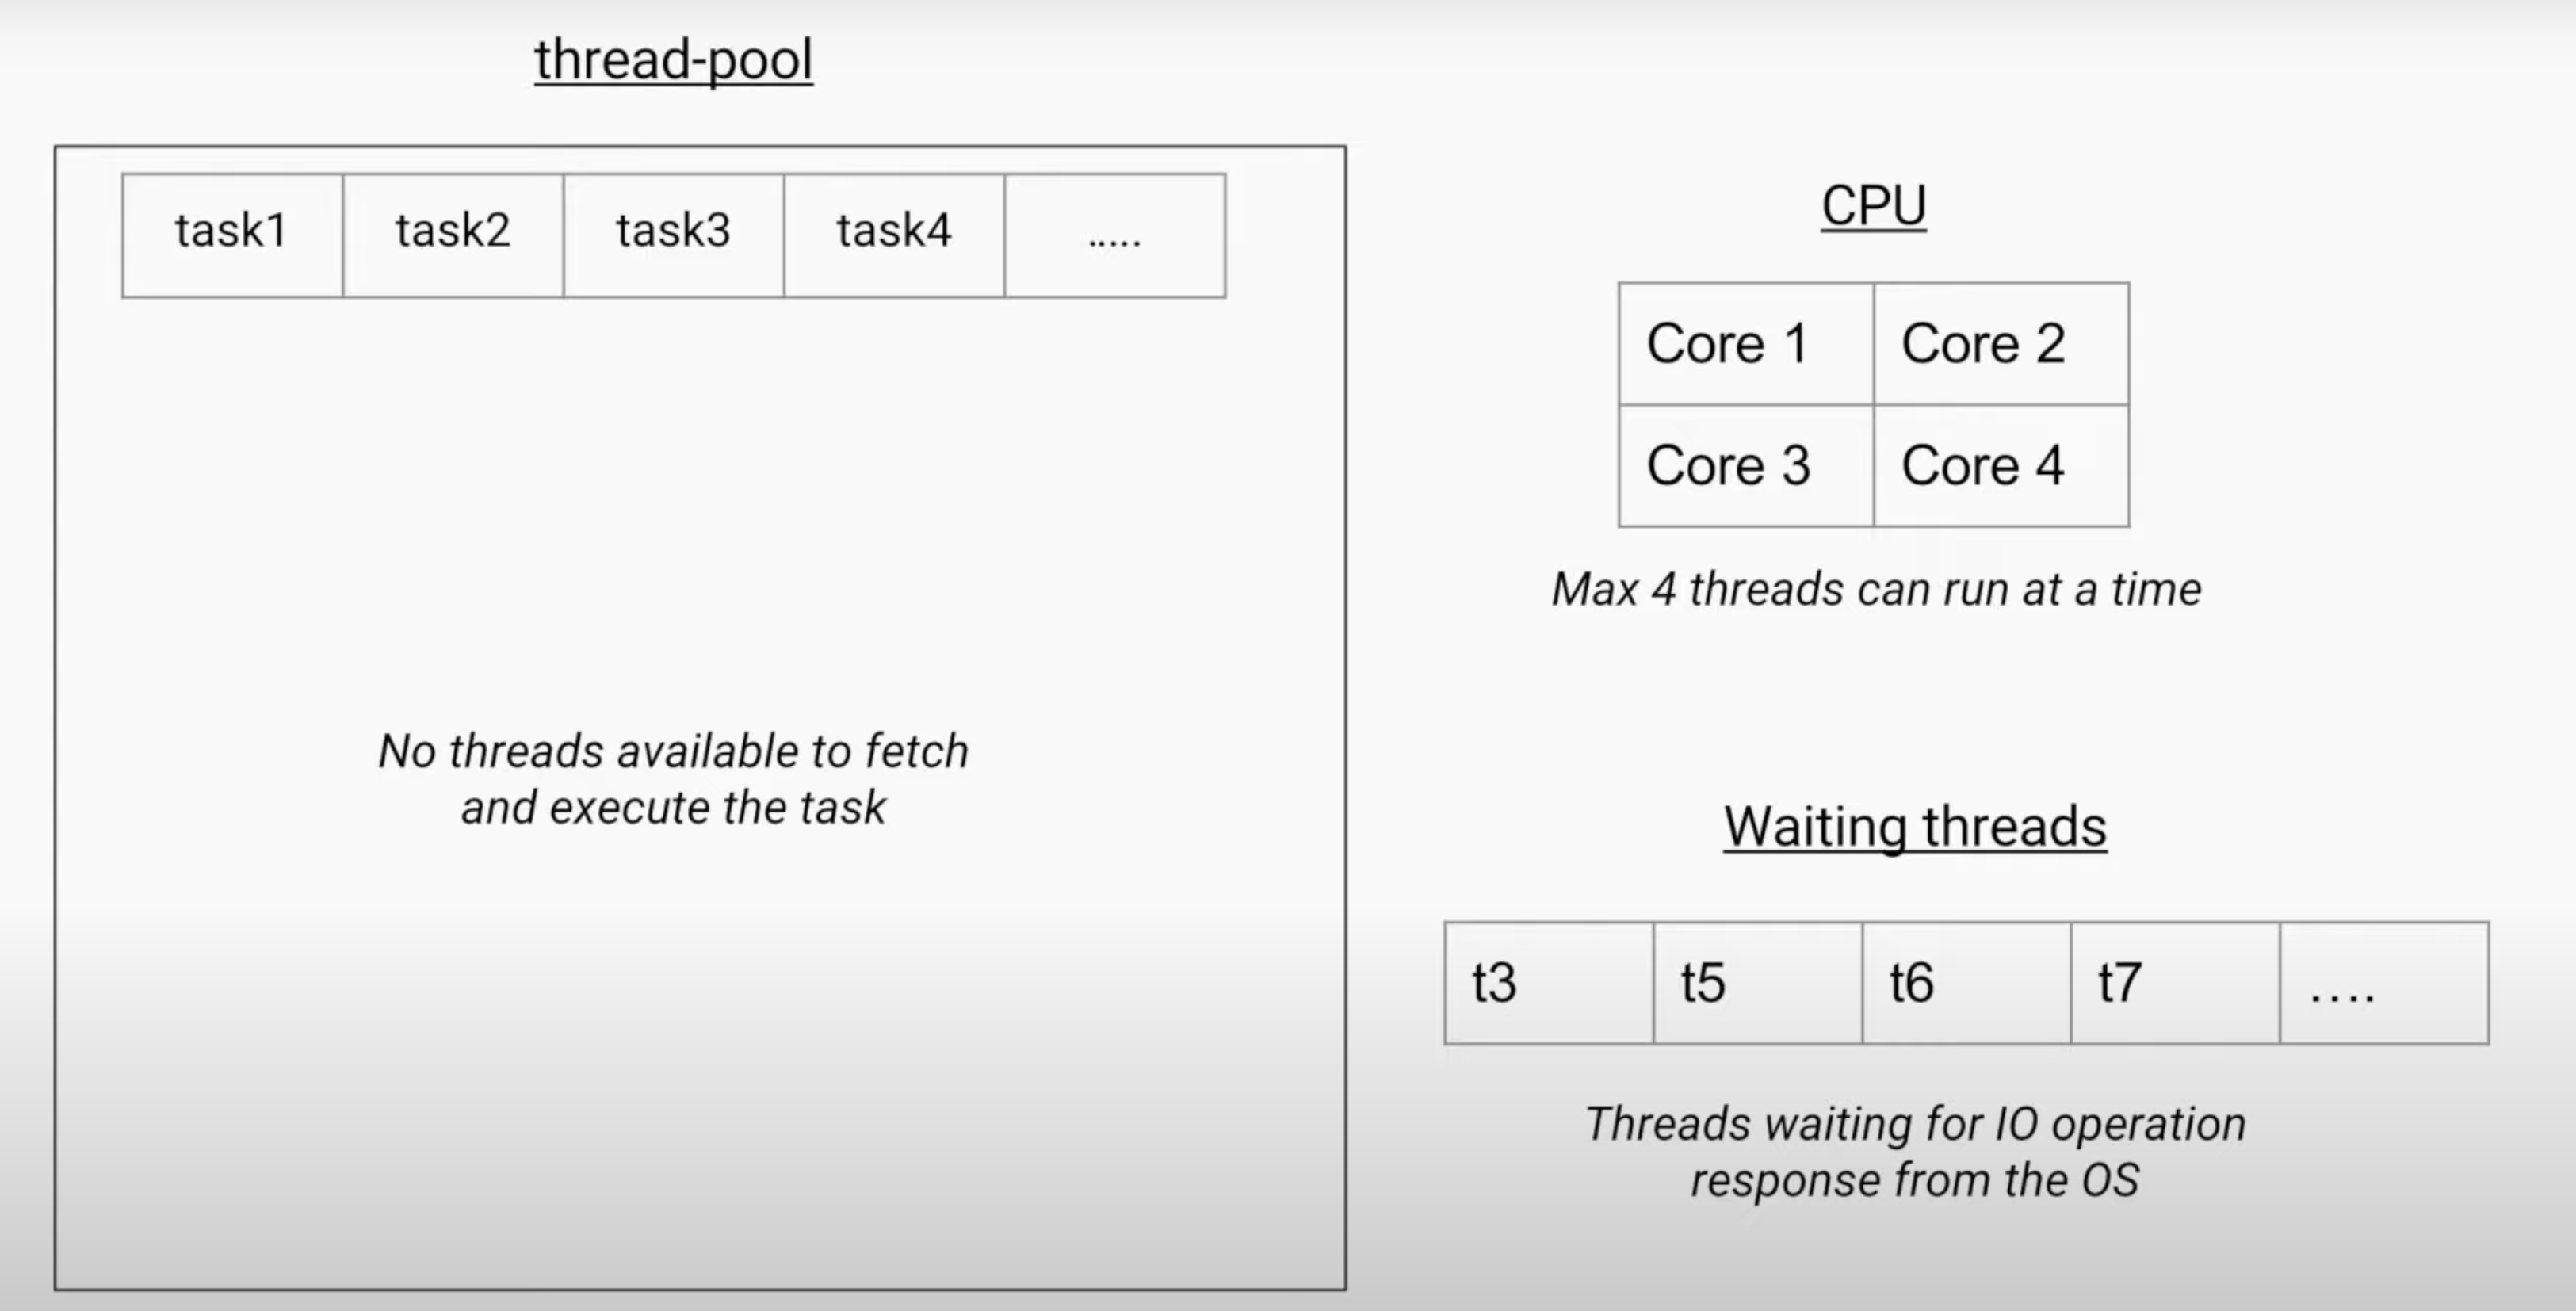 thread-pool
task1
task2
task3
task4
.....
No threads available to fetch
and execute the task
CPU
Core 1
Core 2
Core 3
Core 4
Max 4 threads can run at a time
Waiting threads
t3
t5
t6
t7
....
Threads waiting for IO operation
response from the OS